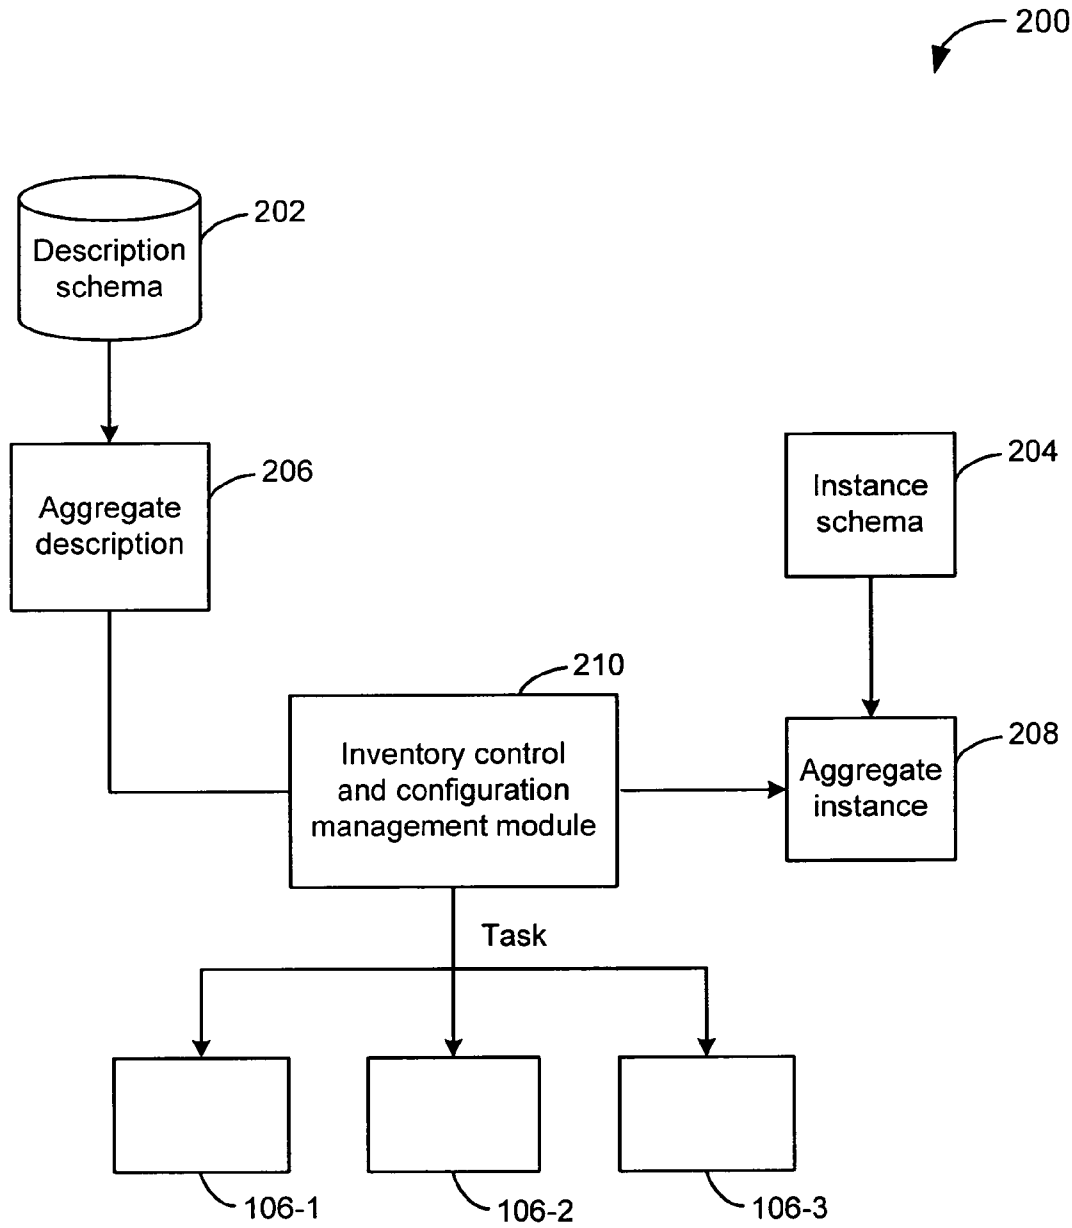 200
202
Description
schema
206
Aggregate
description
204
Instance
schema
210
Inventory control
and configuration
management module
208
Aggregate
instance
Task
106-1
106-2
106-3